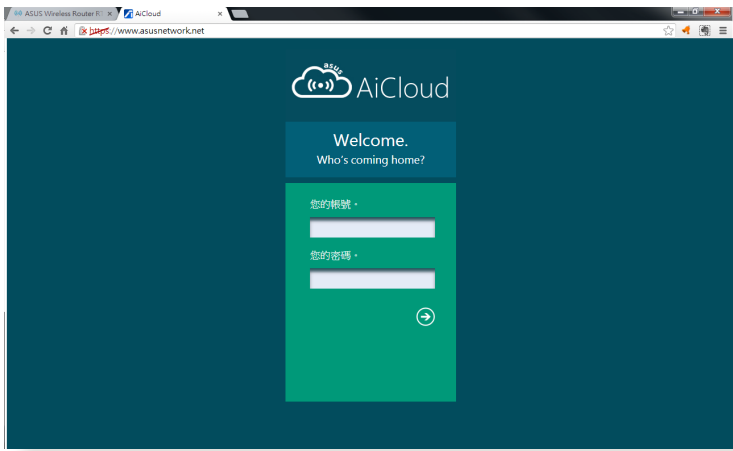 ASUS Wireless Router R
AiCloud
https://www.asusnetwork.net
asus
AiCloud
Welcome.
Who's coming home?
您的帳號。
您的密碼。